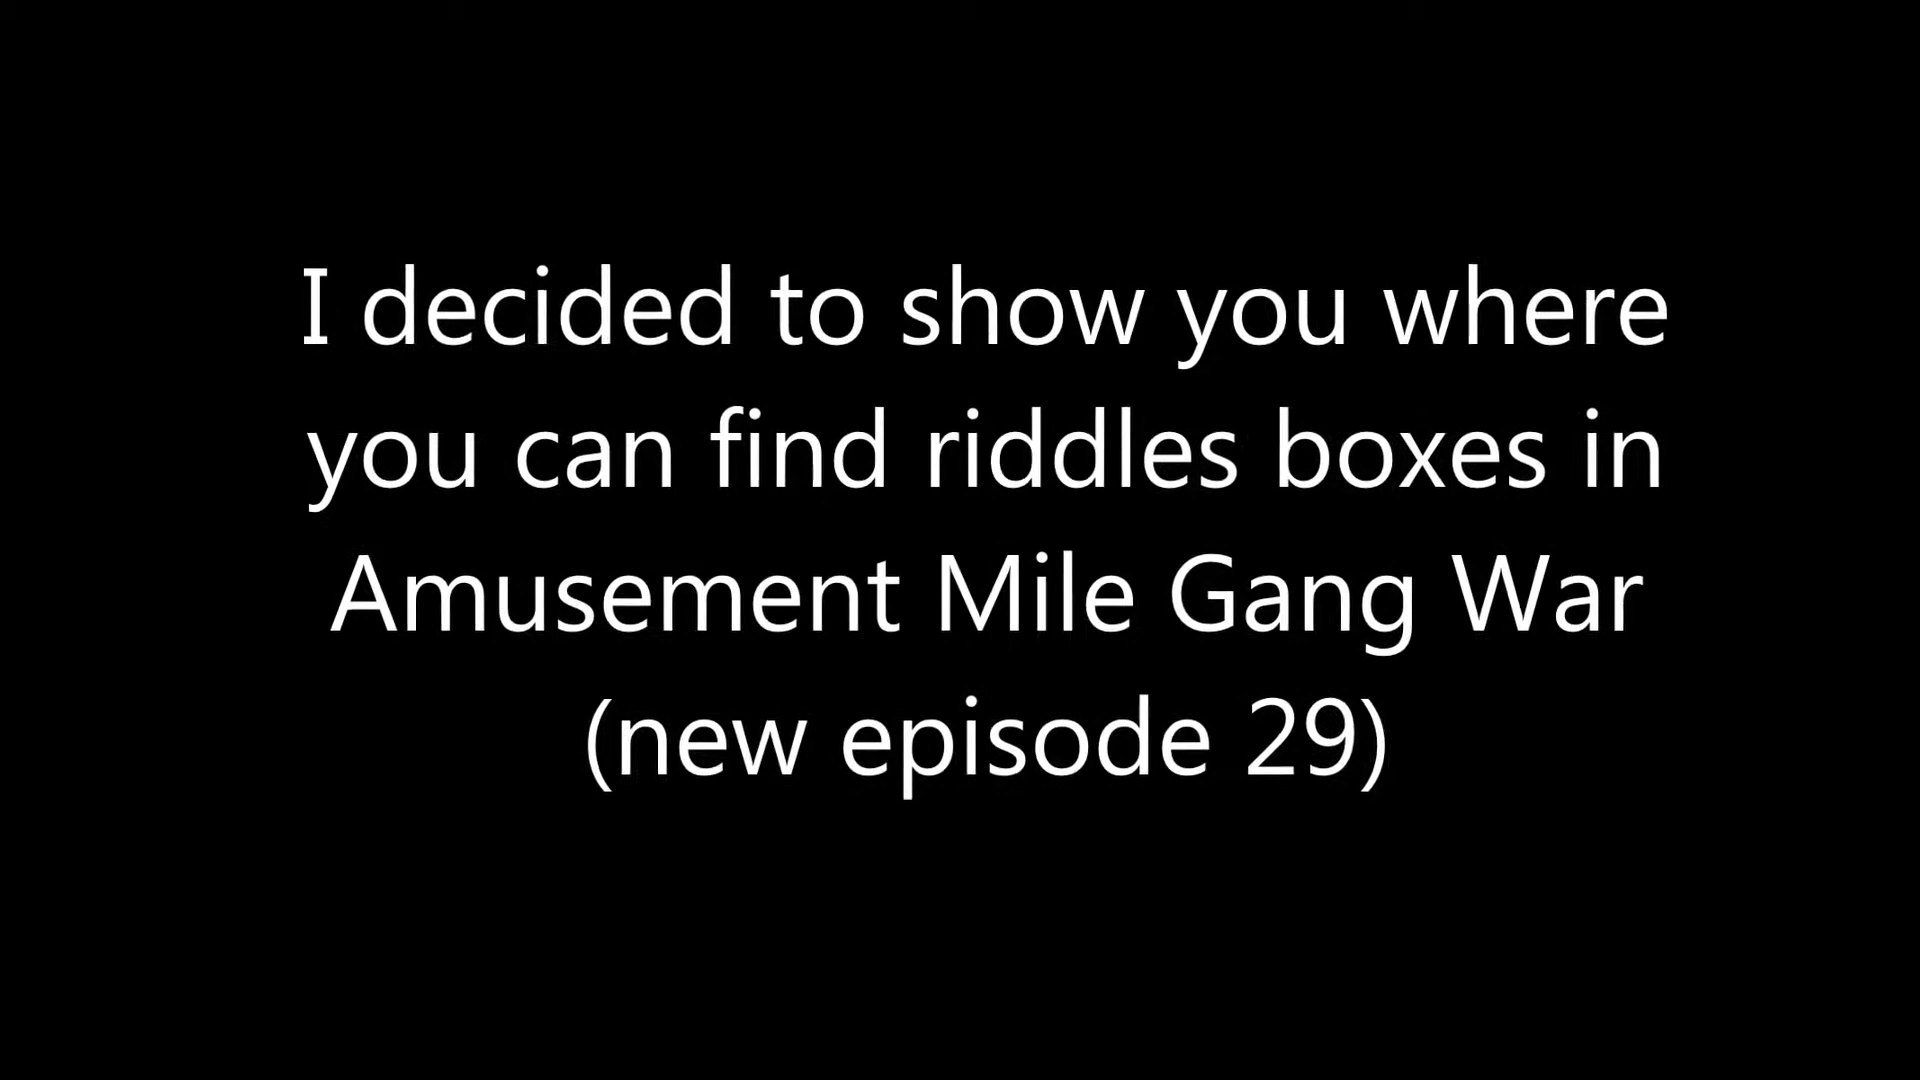 I decided to show you where
you can find riddles boxes in
Amusement Mile Gang War
(new episode 29)